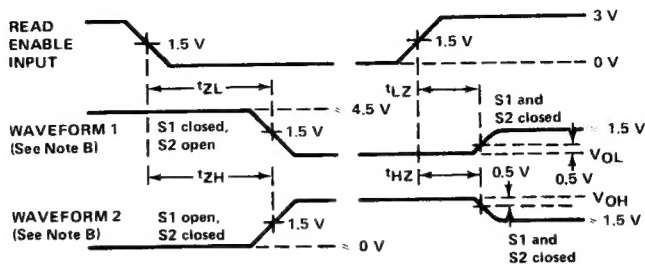 READ
ENABLE
INPUT
1.5 V
1.5 V
3 V
0 V
tZL
tLZ
WAVEFORM 1
(See Note B)
S1 closed,
S2 open
≈ 4.5 V
1.5 V
S1 and
S2 closed
≈ 1.5 V
VOL
0.5 V
tZH
tHZ
0.5 V
VOH
WAVEFORM 2
(See Note B)
S1 open,
S2 closed
1.5 V
≈ 0 V
≈ 1.5 V
S1 and
S2 closed